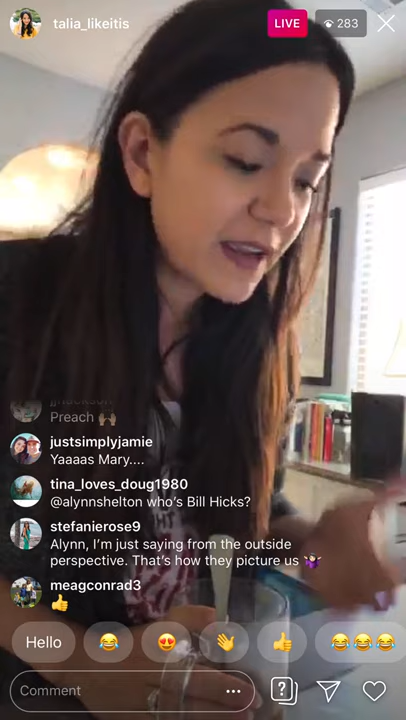 talia_likeitis
LIVE
283
Preach 🙌🏽
justsimplyjamie
Yaaaas Mary....
tina_loves_doug1980
@alynnshelton who's Bill Hicks?
stefanierose9
Alynn, I'm just saying from the outside
perspective. That's how they picture us 🤷🏻‍♀️
meagconrad3
👍
Hello 😂 😍 👋 👍 😂😂😂
Comment